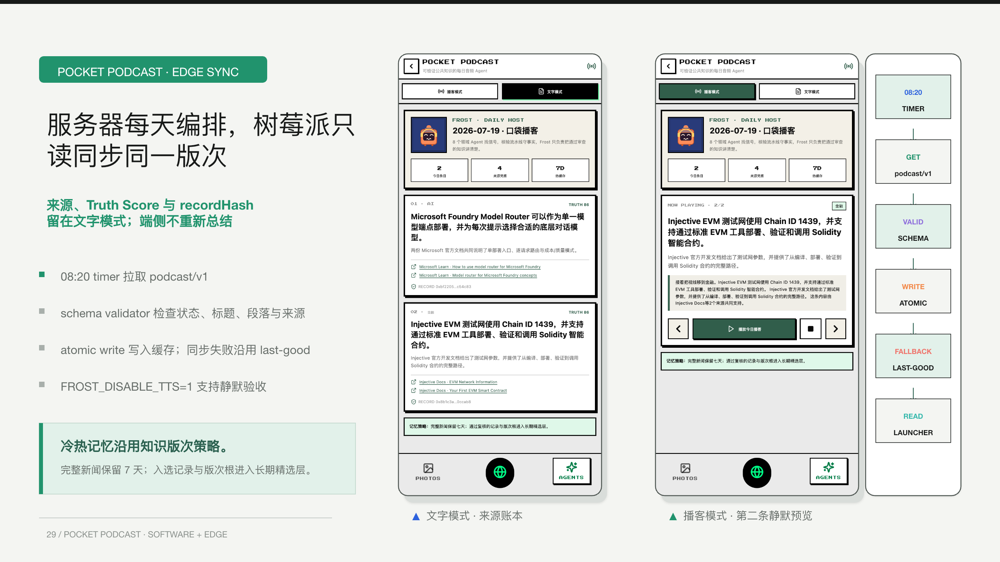 POCKET PODCAST · EDGE SYNC
服务器每天编排，树莓派只
读同步同一版次
来源、Truth Score 与 recordHash
留在文字模式；端侧不重新总结
08:20 timer 拉取 podcast/v1
schema validator 检查状态、标题、段落与来源
atomic write 写入缓存；同步失败沿用 last-good
FROST_DISABLE_TTS=1 支持静默验收
冷热记忆沿用知识版次策略。
完整新闻保留 7 天；入选记录与版次根进入长期精选层。
29 / POCKET PODCAST · SOFTWARE + EDGE
POCKET PODCAST
可验证公共知识的每日音频 Agent
播客模式
文字模式
FROST · DAILY HOST
2026-07-19 · 口袋播客
8 个领域 Agent 找信号，核验流水线守事实，Frost 只负责把通过审查
的知识讲清楚。
2
今日条目
4
来源凭据
7D
热缓存
01 · AI
TRUTH 86
Microsoft Foundry Model Router 可以作为单一模
型端点部署，并为每次提示选择合适的底层对话模
型。
两份 Microsoft 官方文档共同说明了单部署入口、逐请求路由与成本/质量模式。
Microsoft Learn · How to use model router for Microsoft Foundry
Microsoft Learn · Model router for Microsoft Foundry concepts
RECORD 0xbf2205…c54c83
02 · 金融
TRUTH 86
Injective EVM 测试网使用 Chain ID 1439，并支持
通过标准 EVM 工具部署、验证和调用 Solidity 智能
合约。
Injective 官方开发文档给出了测试网参数，并提供了从编译、部署、验证到调用
Solidity 合约的完整路径。
Injective Docs · EVM Network Information
Injective Docs · Your First EVM Smart Contract
RECORD 0x8b1c3a…0ccab8
记忆策略：完整新闻保留七天；通过复核的记录与版次根进入长期精选层。
PHOTOS
AGENTS
▲ 文字模式 · 来源账本
POCKET PODCAST
可验证公共知识的每日音频 Agent
播客模式
文字模式
FROST · DAILY HOST
2026-07-19 · 口袋播客
8 个领域 Agent 找信号，核验流水线守事实，Frost 只负责把通过审查
的知识讲清楚。
2
今日条目
4
来源凭据
7D
热缓存
NOW PLAYING · 2/2
金融
Injective EVM 测试网使用 Chain ID 1439，并支
持通过标准 EVM 工具部署、验证和调用 Solidity
智能合约。
Injective 官方开发文档给出了测试网参数，并提供了从编译、部署、验证到
调用 Solidity 合约的完整路径。
接着把视线移到金融。Injective EVM 测试网使用 Chain ID 1439，并支持通过标准
EVM 工具部署、验证和调用 Solidity 智能合约。 Injective 官方开发文档给出了测试网
参数，并提供了从编译、部署、验证到调用 Solidity 合约的完整路径。 这条内容由
Injective Docs等2个来源共同支持。
播放今日播客
记忆策略：完整新闻保留七天；通过复核的记录与版次根进入长期精选层。
PHOTOS
AGENTS
▲ 播客模式 · 第二条静默预览
08:20
TIMER
GET
podcast/v1
VALID
SCHEMA
WRITE
ATOMIC
FALLBACK
LAST-GOOD
READ
LAUNCHER